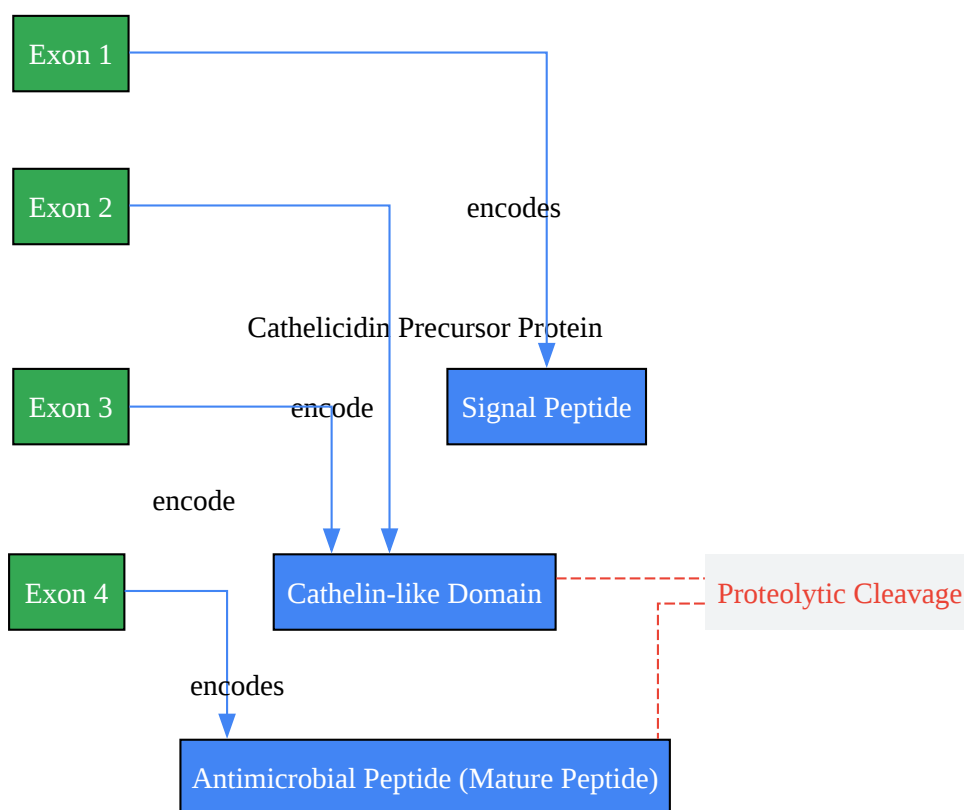 Exon 1
Exon 2
encodes
Cathelicidin Precursor Protein
Exon 3
encode
Signal Peptide
encode
Exon 4
Cathelin-like Domain
Proteolytic Cleavage
encodes
Antimicrobial Peptide (Mature Peptide)